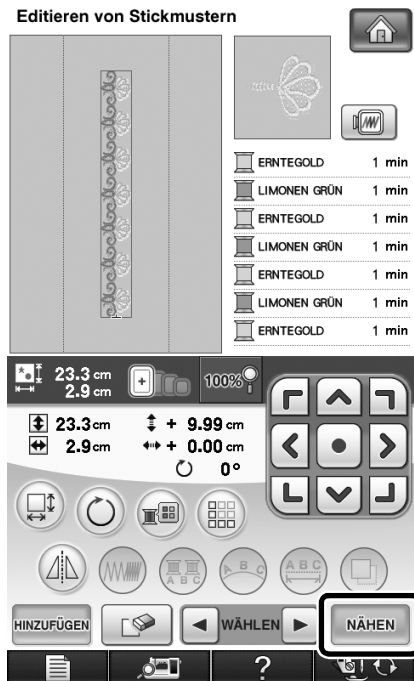 Editieren von Stickmustern
ERNTEGOLD 1 min
LIMONEN GRÜN 1 min
ERNTEGOLD 1 min
LIMONEN GRÜN 1 min
ERNTEGOLD 1 min
LIMONEN GRÜN 1 min
ERNTEGOLD 1 min
23.3 cm
2.9 cm
100%
23.3 cm + 9.99 cm
2.9 cm + 0.00 cm
0°
A B C
A B C
A B C
HINZUFÜGEN WÄHLEN NÄHEN
?